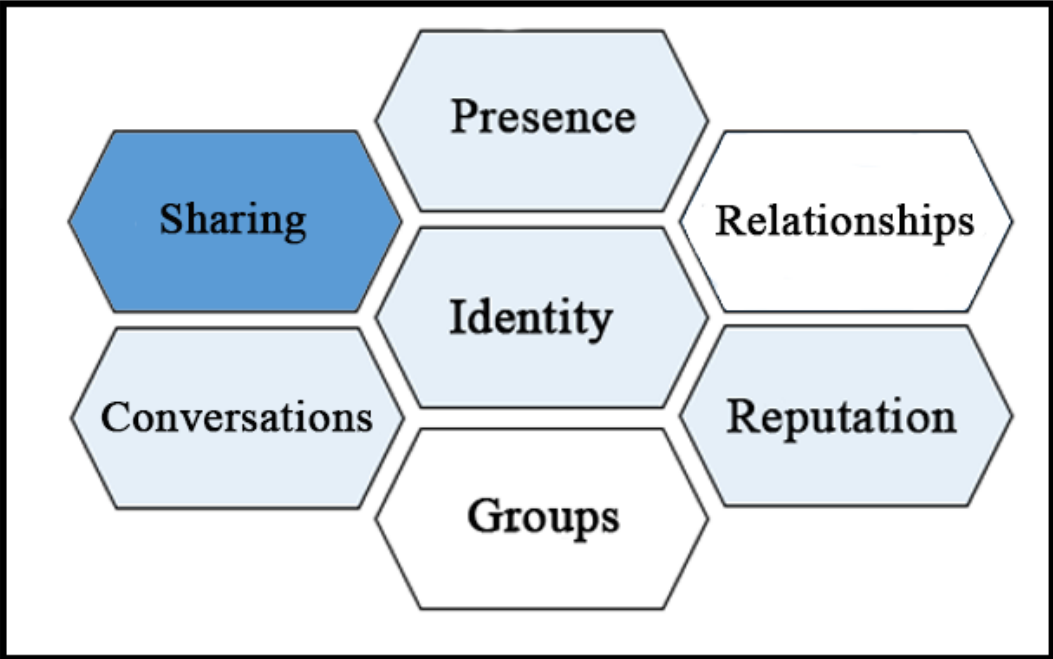 Presence
Sharing
Relationships
Identity
Conversations
Reputation
Groups